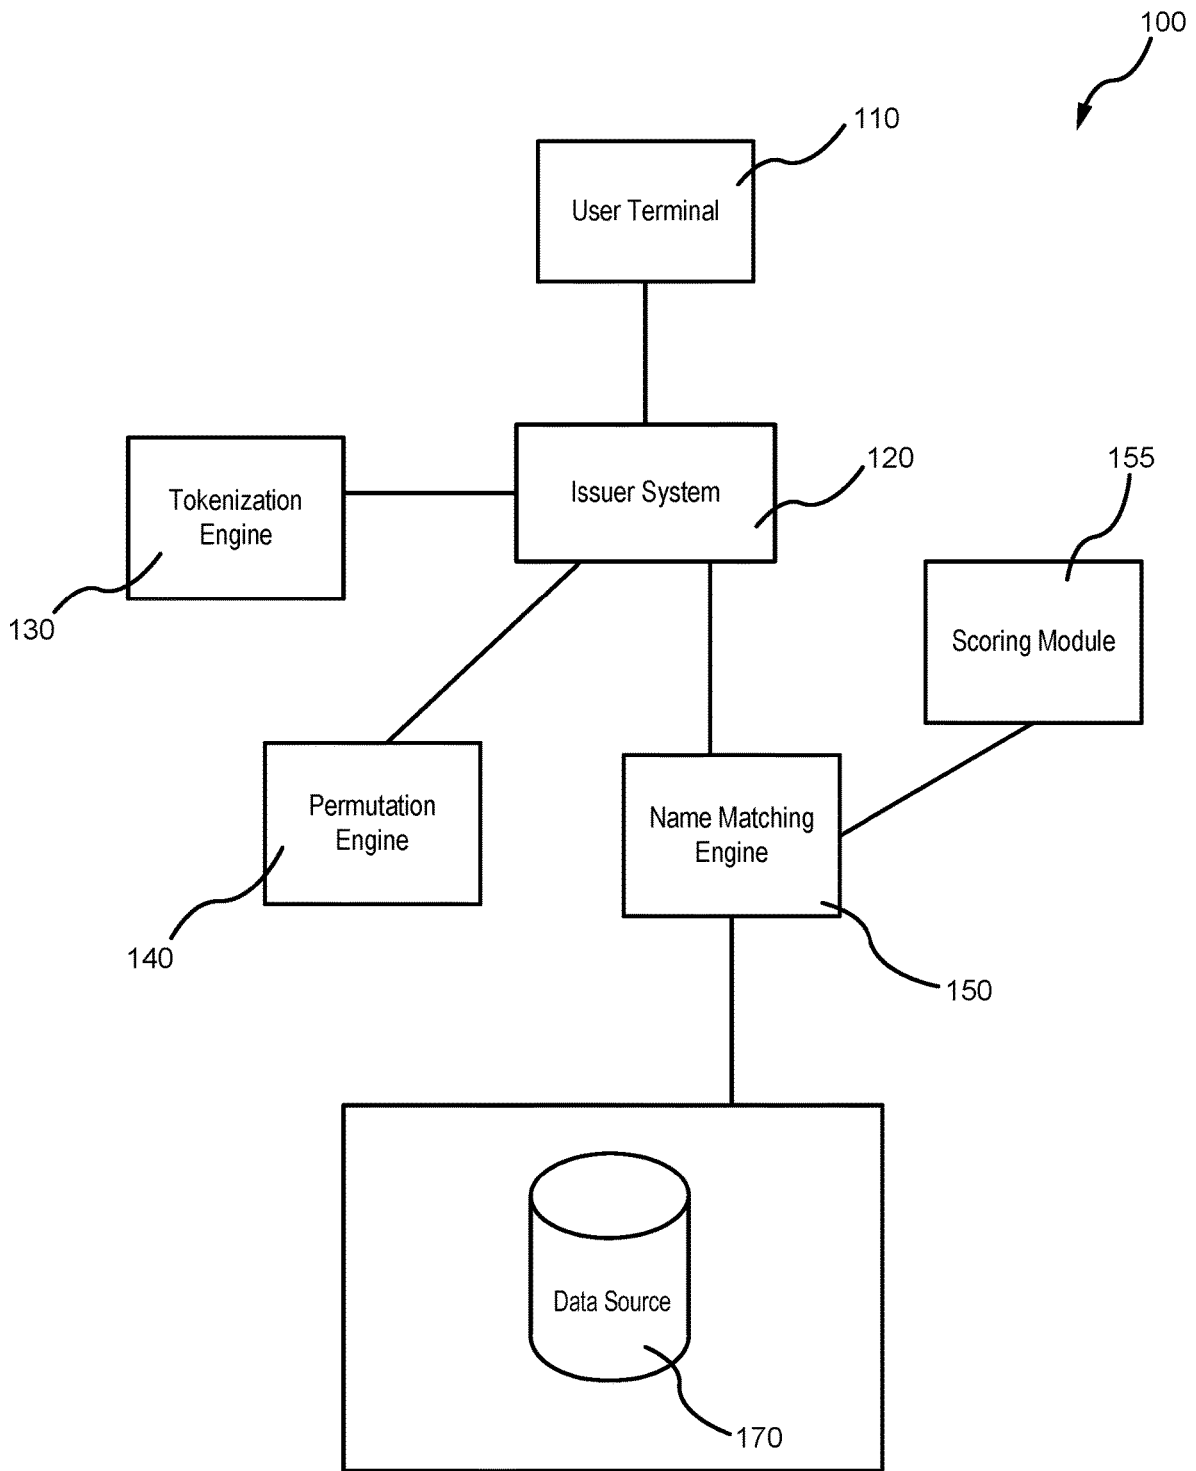 100
110
User Terminal
120
155
Issuer System
Tokenization
Engine
130
Scoring Module
Permutation
Engine
Name Matching
Engine
140
150
Data Source
170